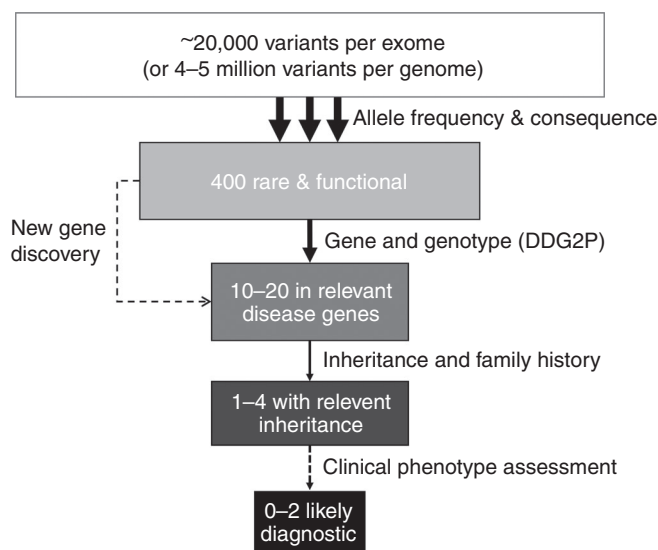 ~20,000 variants per exome
(or 4–5 million variants per genome)
Allele frequency & consequence
400 rare & functional
New gene
discovery
Gene and genotype (DDG2P)
10–20 in relevant
disease genes
Inheritance and family history
1–4 with relevent
inheritance
Clinical phenotype assessment
0–2 likely
diagnostic